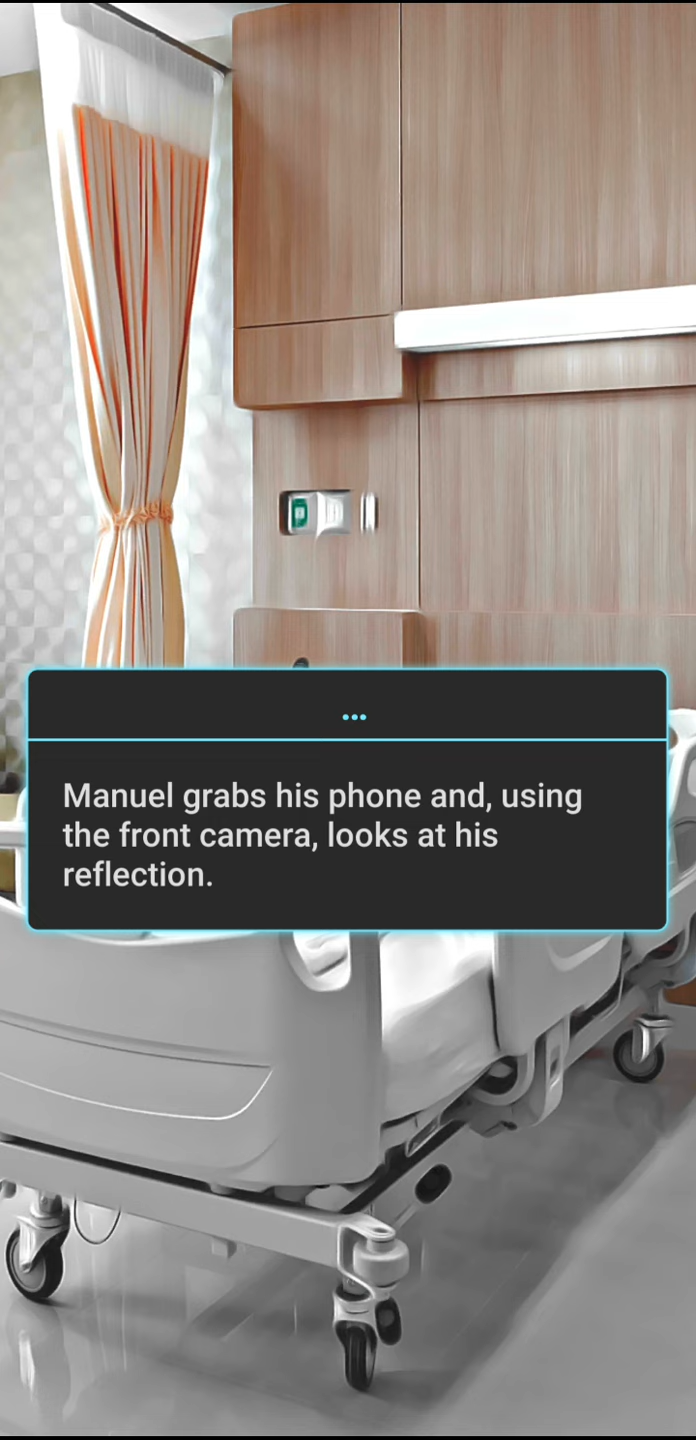 ...
Manuel grabs his phone and, using
the front camera, looks at his
reflection.